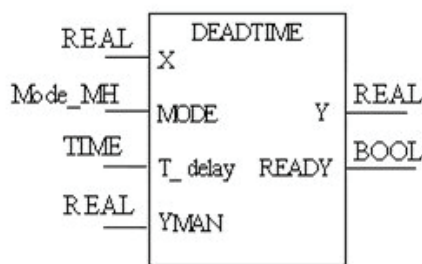 DEADTIME
REAL
X
Mode_MH
MODE
Y
REAL
TIME
T_delay
READY
BOOL
REAL
YMAN